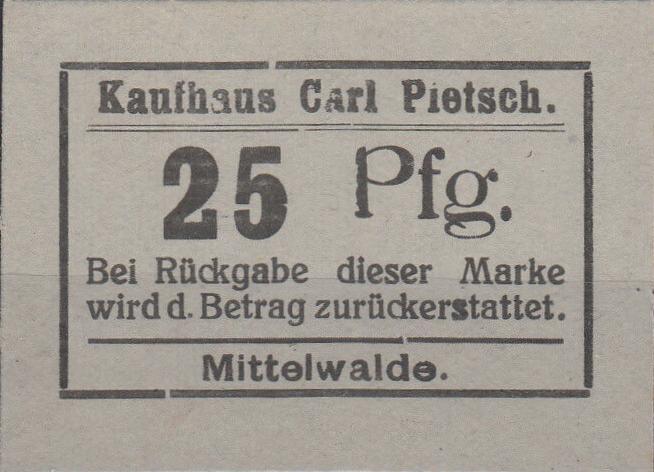 Kaufhaus Carl Pietsch.
25 Pfg.
Bei Rückgabe dieser Marke
wird d. Betrag zurückerstattet.
Mittelwalde.